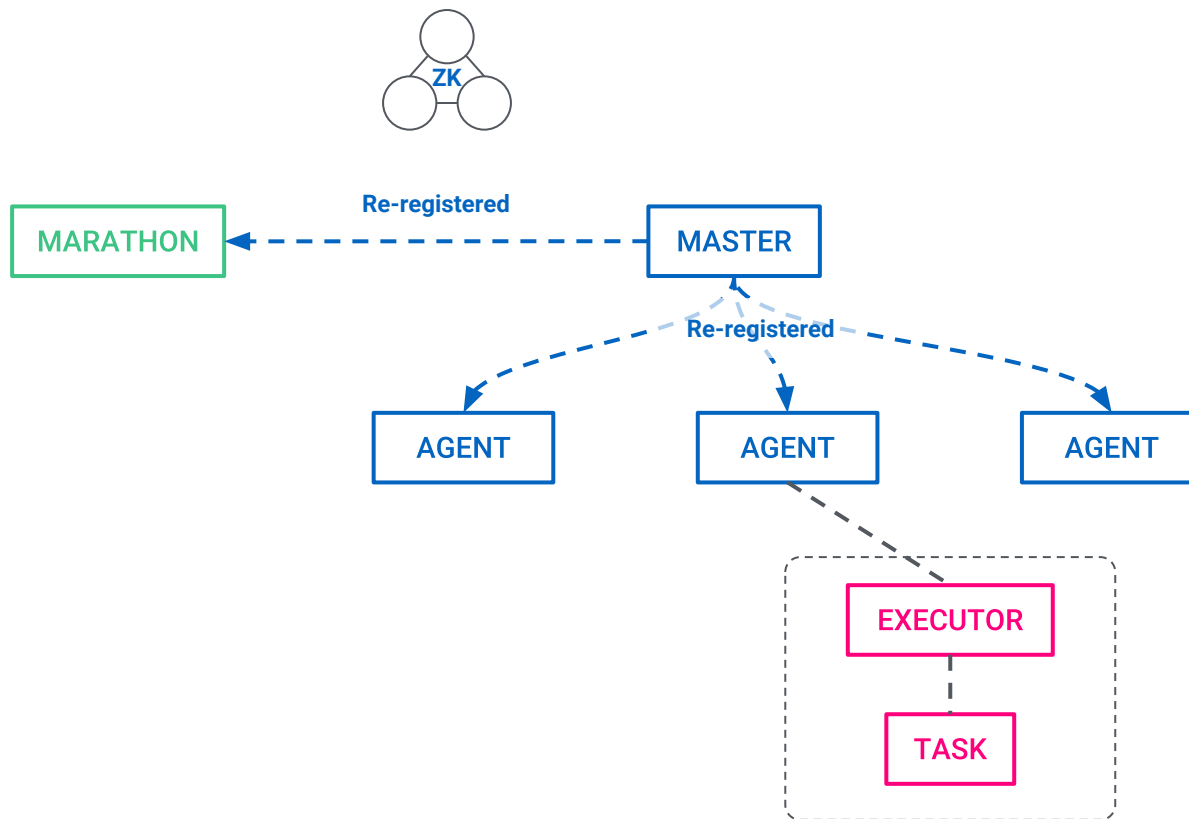 ZK
Re-registered
MARATHON
MASTER
Re-registered
AGENT
AGENT
AGENT
EXECUTOR
TASK